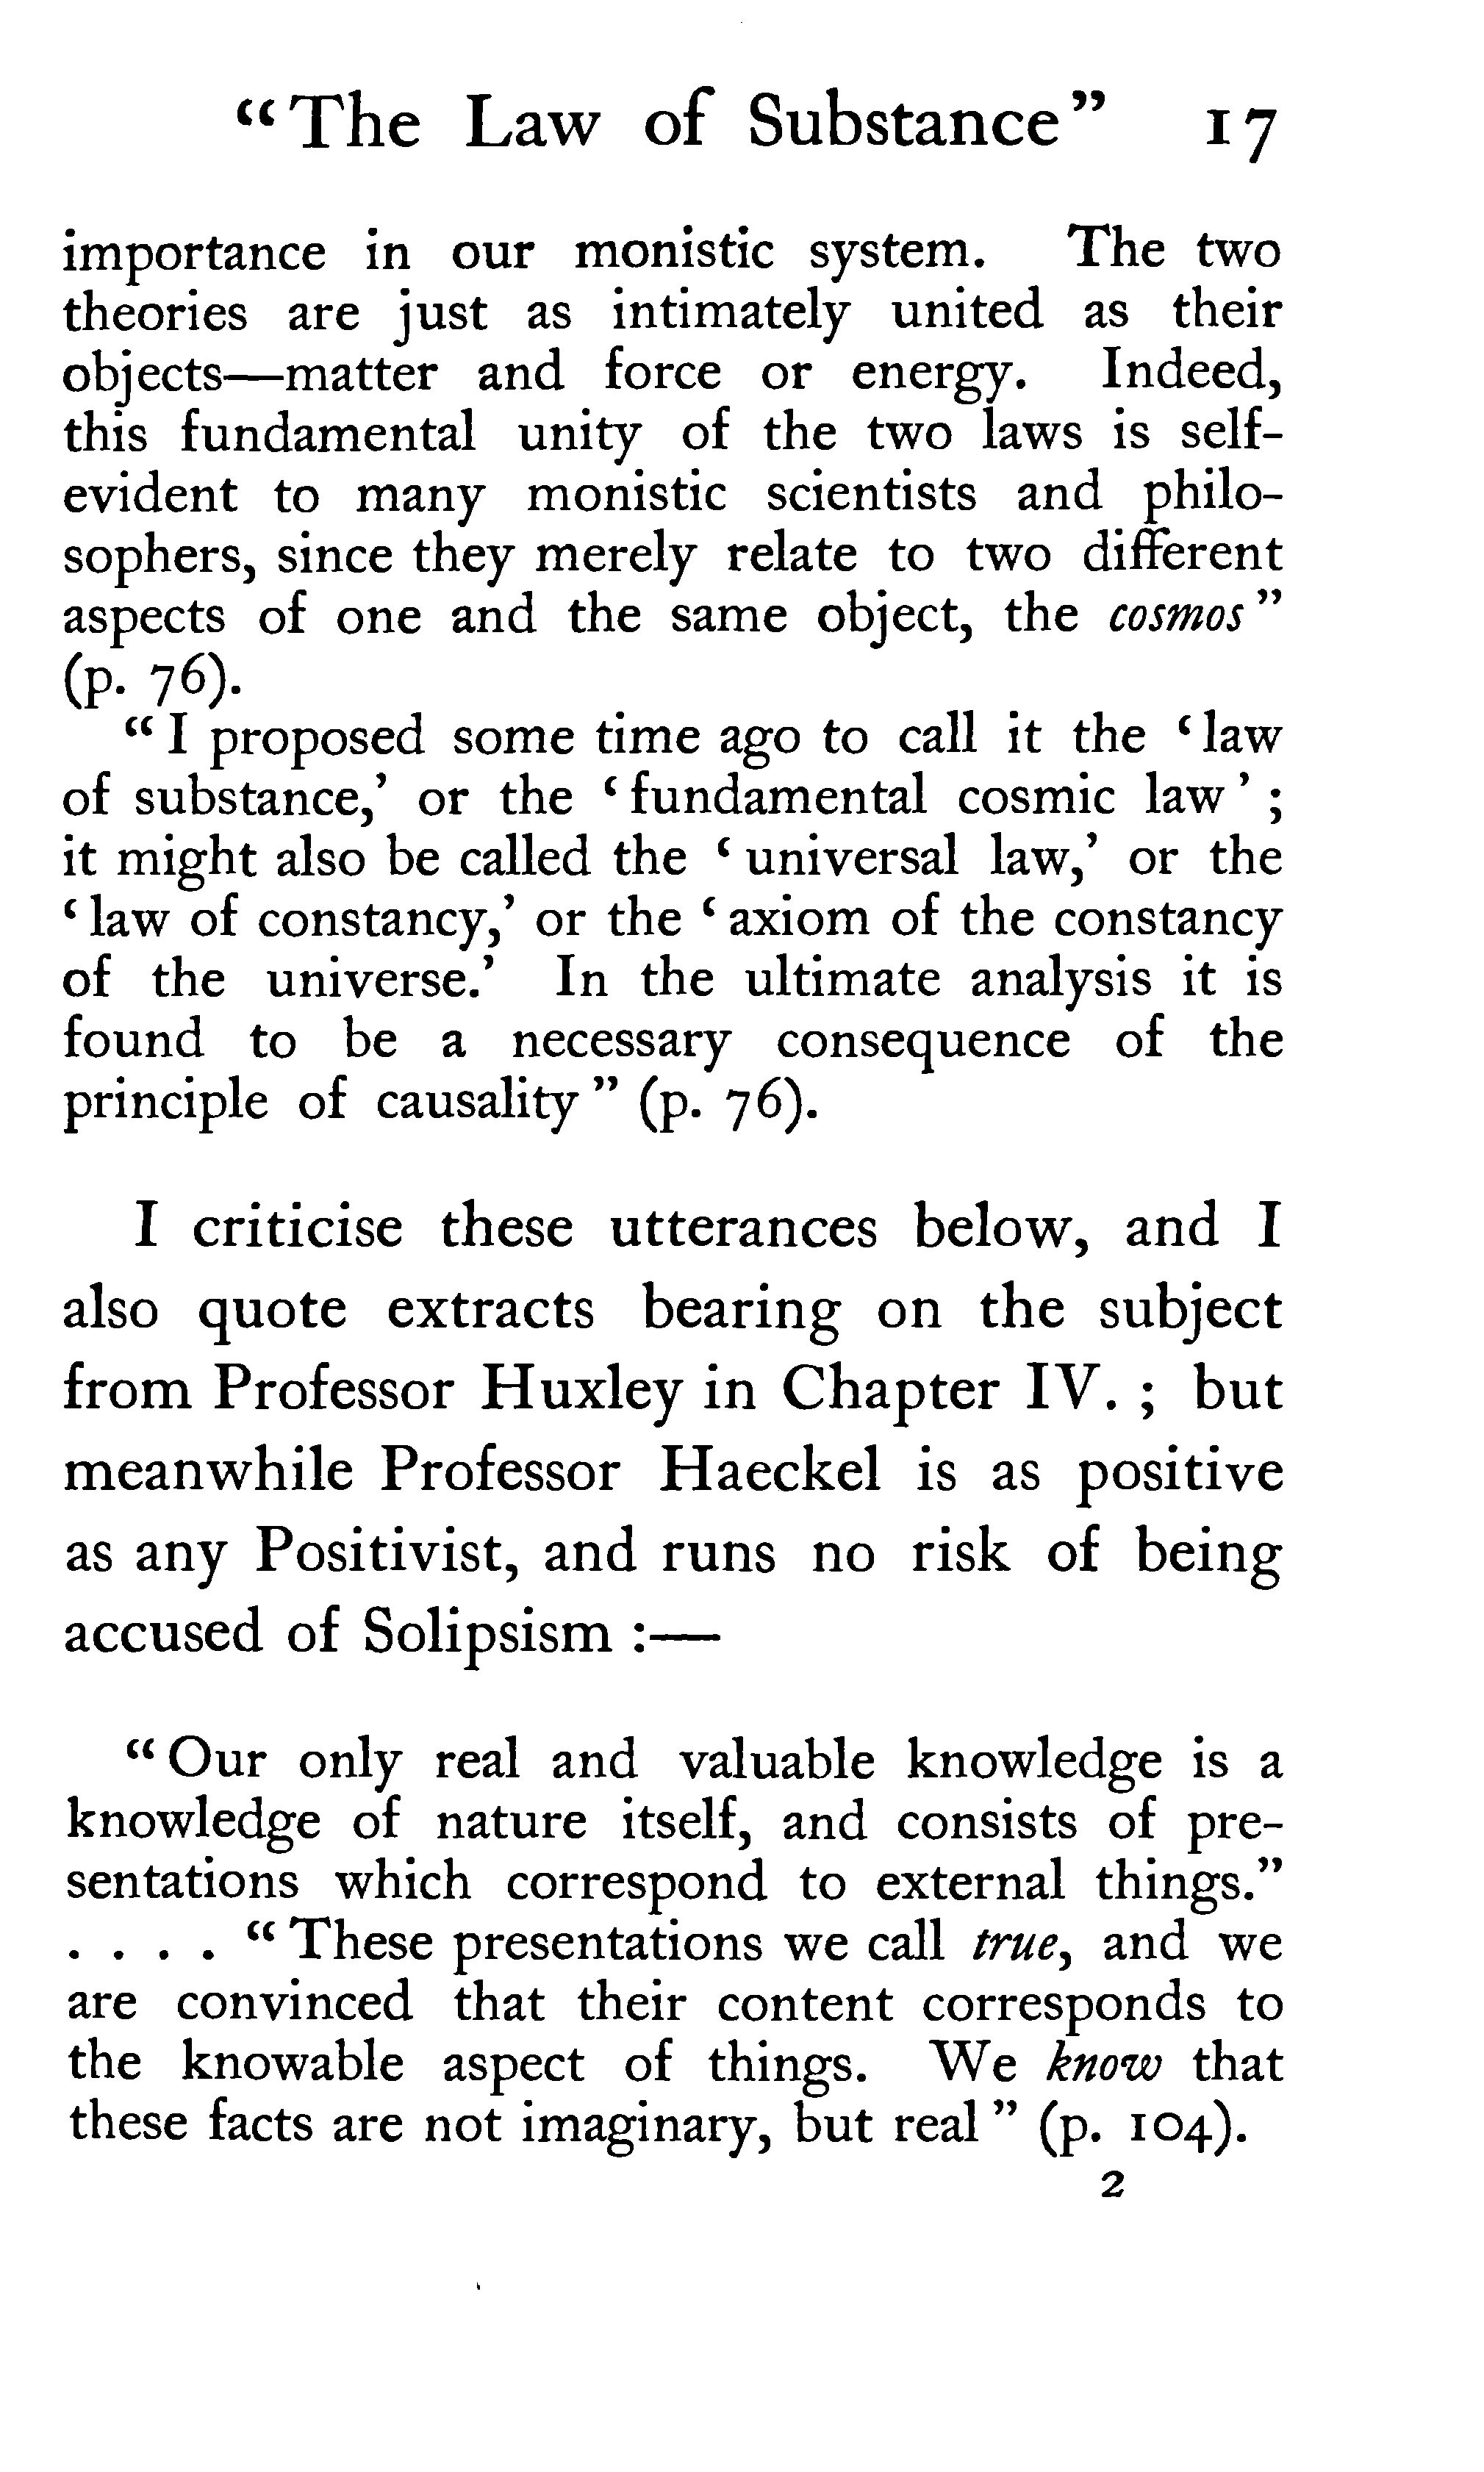 “The Law of Substance” 17
importance in our monistic system. The two
theories are just as intimately united as their
objects—matter and force or energy. Indeed,
this fundamental unity of the two laws is self-
evident to many monistic scientists and philo-
sophers, since they merely relate to two different
aspects of one and the same object, the cosmos”
(p. 76).
“I proposed some time ago to call it the ‘law
of substance,’ or the ‘fundamental cosmic law’;
it might also be called the ‘universal law,’ or the
‘law of constancy,’ or the ‘axiom of the constancy
of the universe.’ In the ultimate analysis it is
found to be a necessary consequence of the
principle of causality” (p. 76).
I criticise these utterances below, and I
also quote extracts bearing on the subject
from Professor Huxley in Chapter IV.; but
meanwhile Professor Haeckel is as positive
as any Positivist, and runs no risk of being
accused of Solipsism :—
“Our only real and valuable knowledge is a
knowledge of nature itself, and consists of pre-
sentations which correspond to external things.”
. . . . “These presentations we call true, and we
are convinced that their content corresponds to
the knowable aspect of things. We know that
these facts are not imaginary, but real” (p. 104).
2